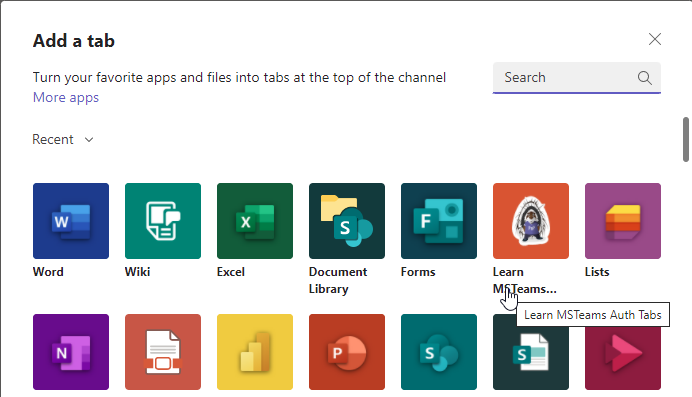 Add a tab
Turn your favorite apps and files into tabs at the top of the channel
More apps
Search
Recent
W
X
S
F
Word
Wiki
Excel
Document
Library
Forms
Learn
MSTeams...
Lists
Learn MSTeams Auth Tabs
N
P
S
S